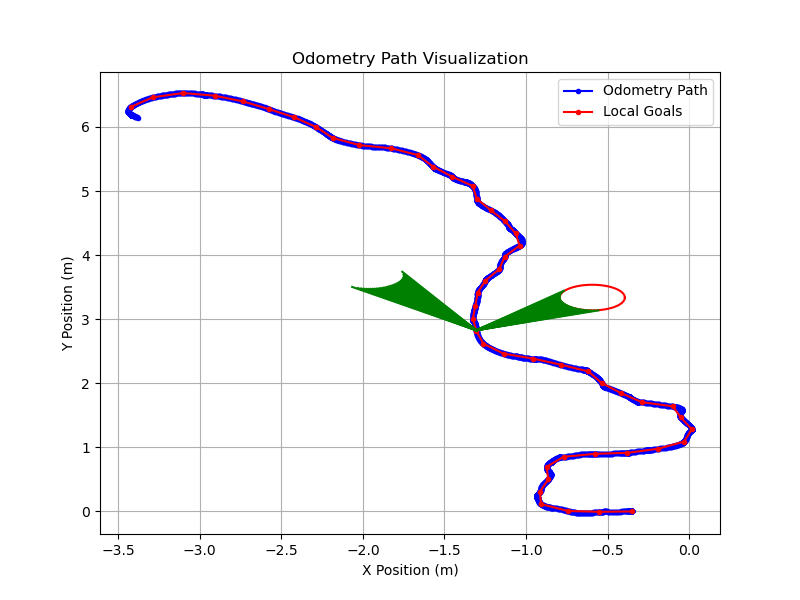 Odometry Path Visualization
Odometry Path
Local Goals
Y Position (m)
6
5
4
3
2
1
0
−3.5 −3.0 −2.5 −2.0 −1.5 −1.0 −0.5 0.0
X Position (m)